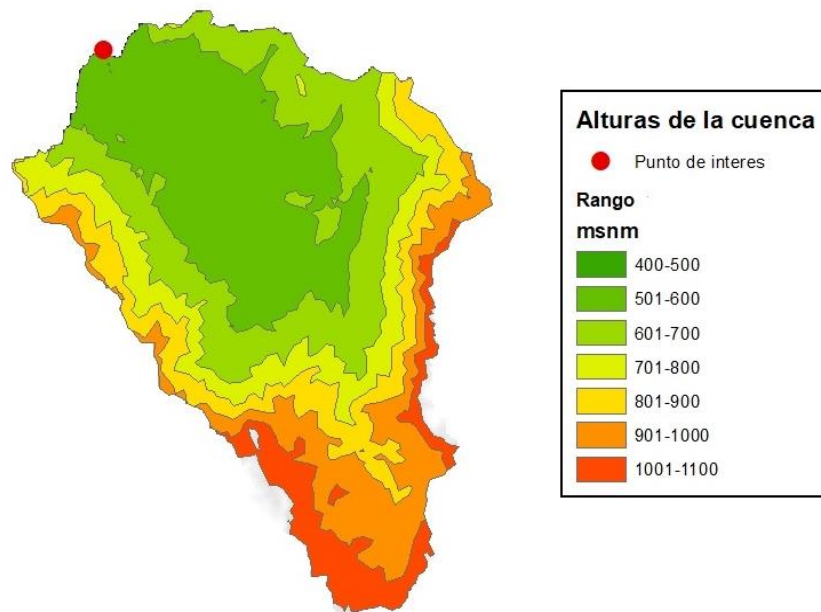 Alturas de la cuenca
Punto de interes
Rango
msnm
400-500
501-600
601-700
701-800
801-900
901-1000
1001-1100